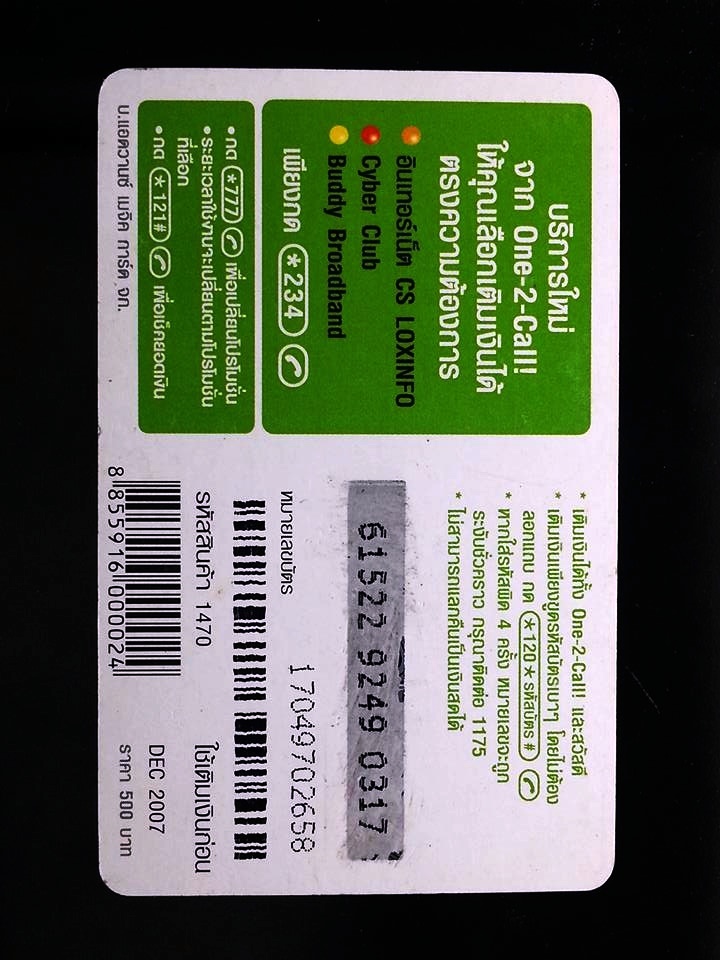 บริการใหม่
จาก One-2-Call!
ให้คุณเลือกเติมเงินได้
ตรงความต้องการ
อินเทอร์เน็ต CS LOXINFO
Cyber Club
Buddy Broadband
เพียงกด *234
• กด *777 เพื่อเปลี่ยนโปรโมชั่น
• ระยะเวลาใช้งานจะเปลี่ยนตามโปรโมชั่น
ที่เลือก
• กด *121# เพื่อเช็คยอดเงิน
บ.แอดวานซ์ เมจิค การ์ด จก.
* เติมเงินได้ทั้ง One-2-Call! และสวัสดี
* เติมเงินเพียงขูดรหัสบัตรเบาๆ โดยไม่ต้อง
ลอกแถบ กด *120*รหัสบัตร#
* หากใส่รหัสผิด 4 ครั้ง หมายเลขจะถูก
ระงับชั่วคราว กรุณาติดต่อ 1175
* ไม่สามารถแลกคืนเป็นเงินสดได้
61522 9249 0317
หมายเลขบัตร 17049702658
รหัสสินค้า 1470 ใช้เติมเงินก่อน
DEC 2007
8 855916 000024 ราคา 500 บาท